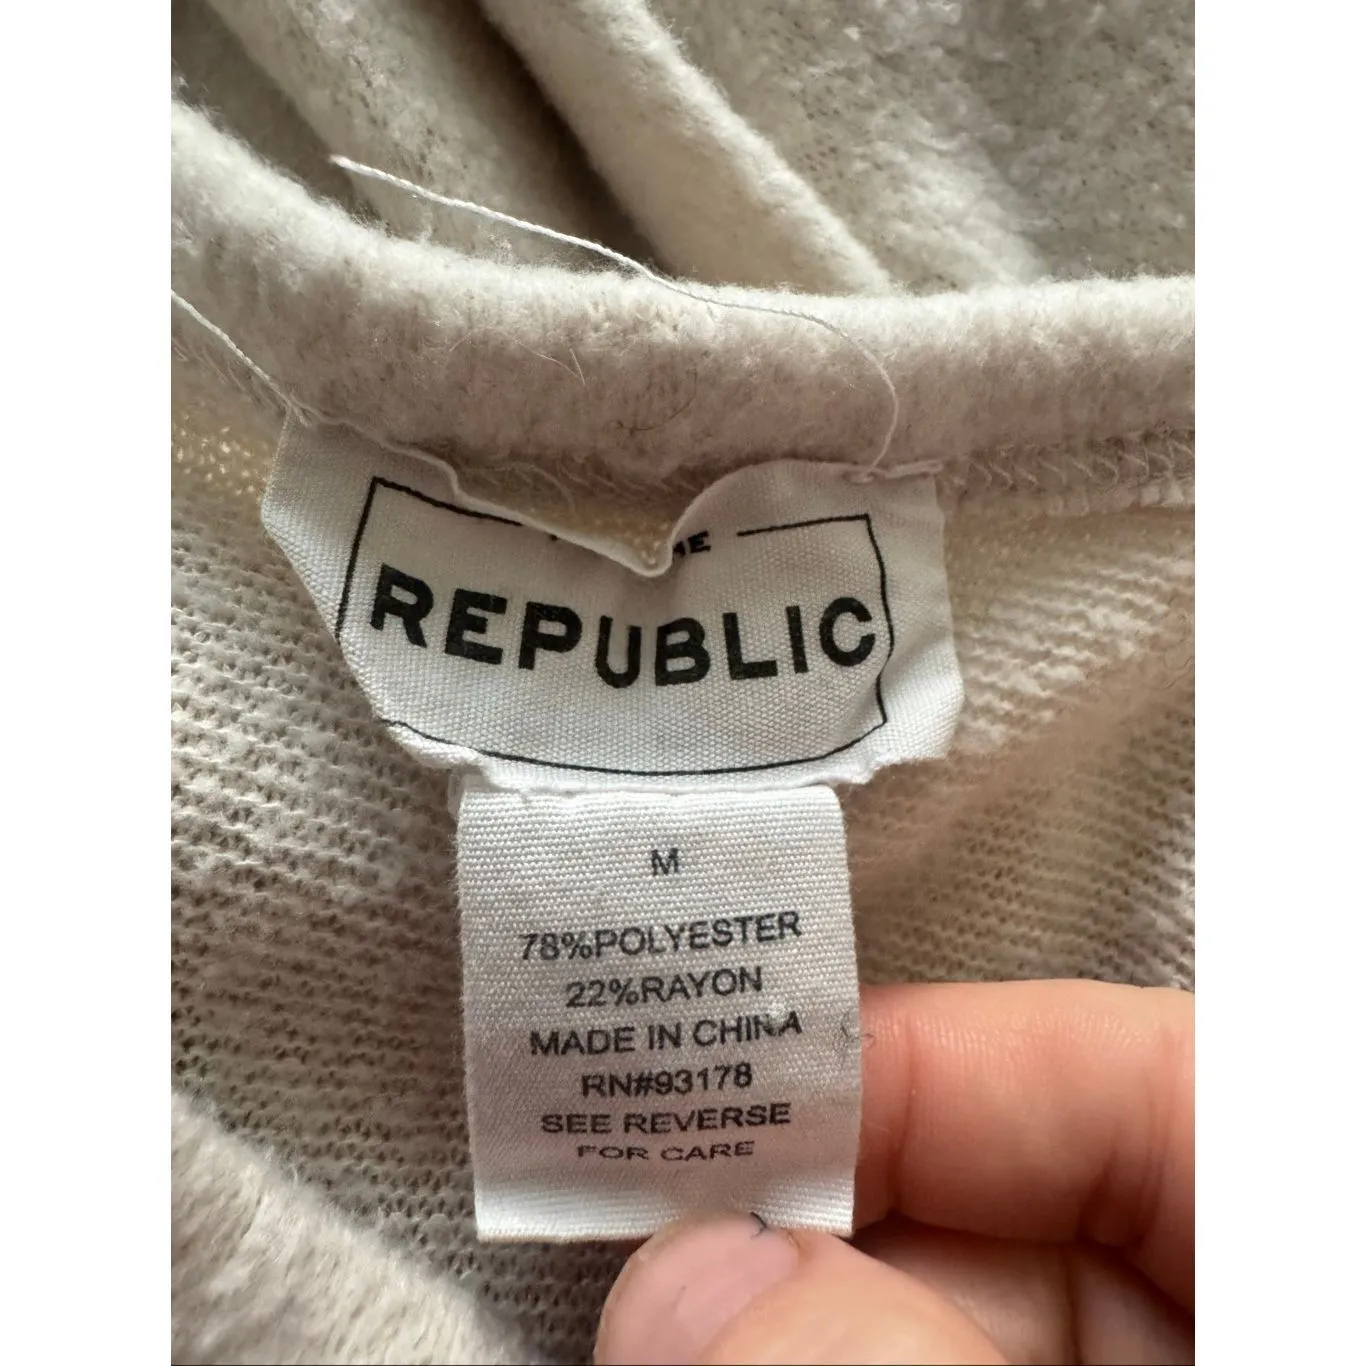 REPUBLIC
M
78%POLYESTER
22%RAYON
MADE IN CHINA
RN#93178
SEE REVERSE
FOR CARE